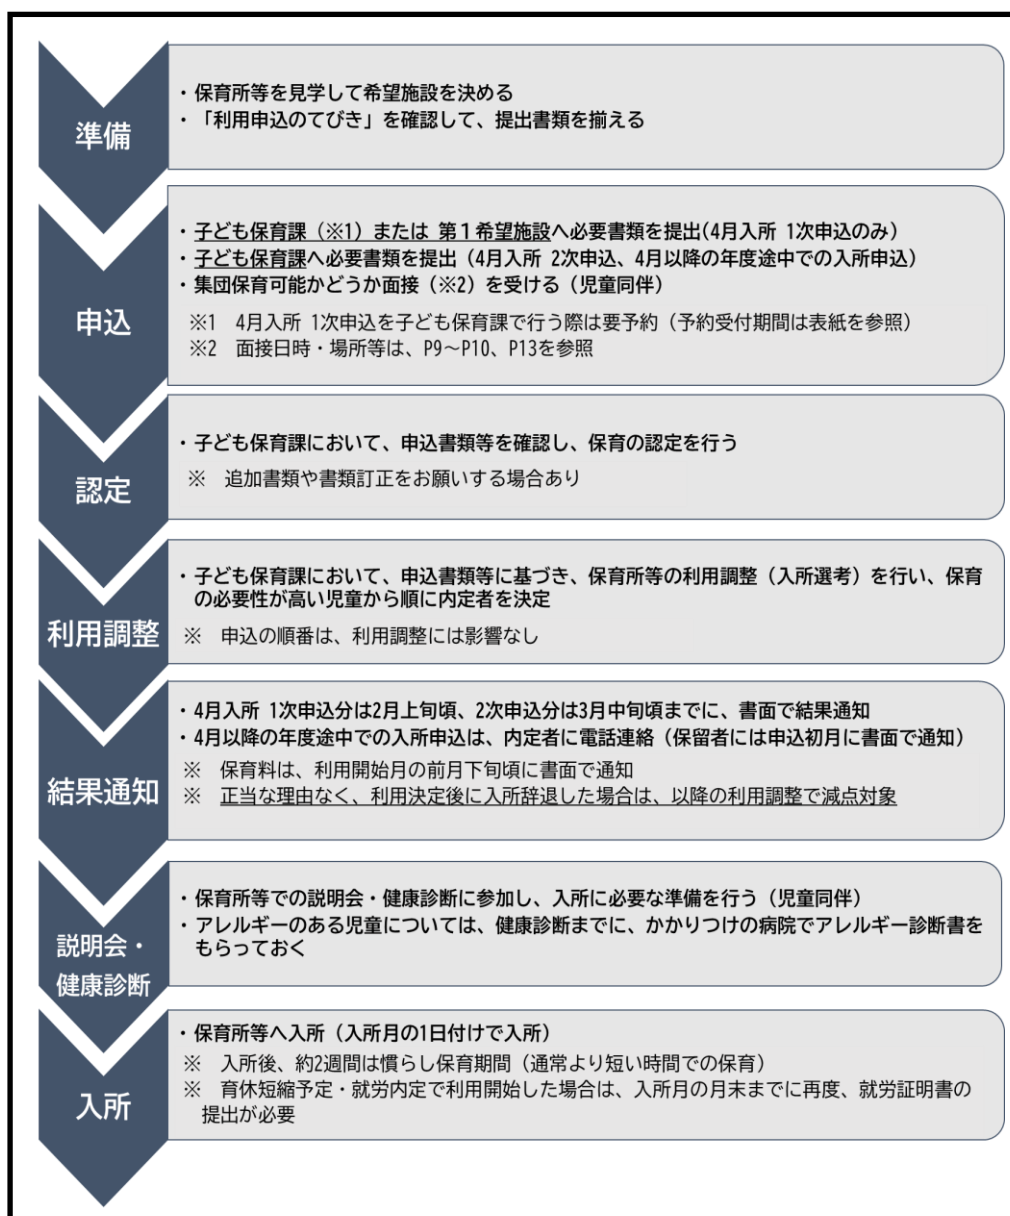 準備
・保育所等を見学して希望施設を決める
・「利用申込のてびき」を確認して、提出書類を揃える
申込
・子ども保育課（※1）または 第１希望施設へ必要書類を提出(4月入所 1次申込のみ）
・子ども保育課へ必要書類を提出（4月入所 2次申込、4月以降の年度途中での入所申込）
・集団保育可能かどうか面接（※2）を受ける（児童同伴）
※1　4月入所 1次申込を子ども保育課で行う際は要予約（予約受付期間は表紙を参照）
※2　面接日時・場所等は、P9～P10、P13を参照
認定
・子ども保育課において、申込書類等を確認し、保育の認定を行う
※　追加書類や書類訂正をお願いする場合あり
利用調整
・子ども保育課において、申込書類等に基づき、保育所等の利用調整（入所選考）を行い、保育
の必要性が高い児童から順に内定者を決定
※　申込の順番は、利用調整には影響なし
結果通知
・4月入所 1次申込分は2月上旬頃、2次申込分は3月中旬頃までに、書面で結果通知
・4月以降の年度途中での入所申込は、内定者に電話連絡（保留者には申込初月に書面で通知）
※　保育料は、利用開始月の前月下旬頃に書面で通知
※　正当な理由なく、利用決定後に入所辞退した場合は、以降の利用調整で減点対象
説明会・
健康診断
・保育所等での説明会・健康診断に参加し、入所に必要な準備を行う（児童同伴）
・アレルギーのある児童については、健康診断までに、かかりつけの病院でアレルギー診断書を
もらっておく
入所
・保育所等へ入所（入所月の1日付けで入所）
※　入所後、約2週間は慣らし保育期間（通常より短い時間での保育）
※　育休短縮予定・就労内定で利用開始した場合は、入所月の月末までに再度、就労証明書の
提出が必要